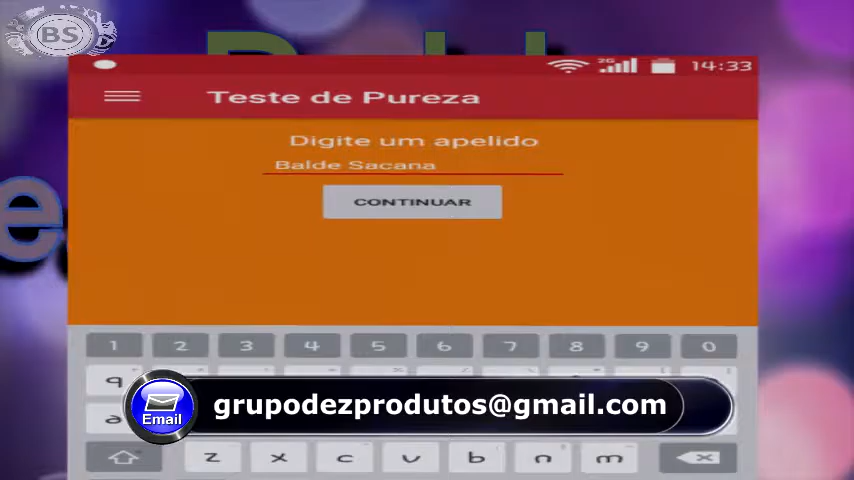 BS
2G 14:33
Teste de Pureza
Digite um apelido
Balde Sacana
CONTINUAR
e
1 2 3 4 5 6 7 8 9 0
q
a
Email
grupodezprodutos@gmail.com
z x c v b n m